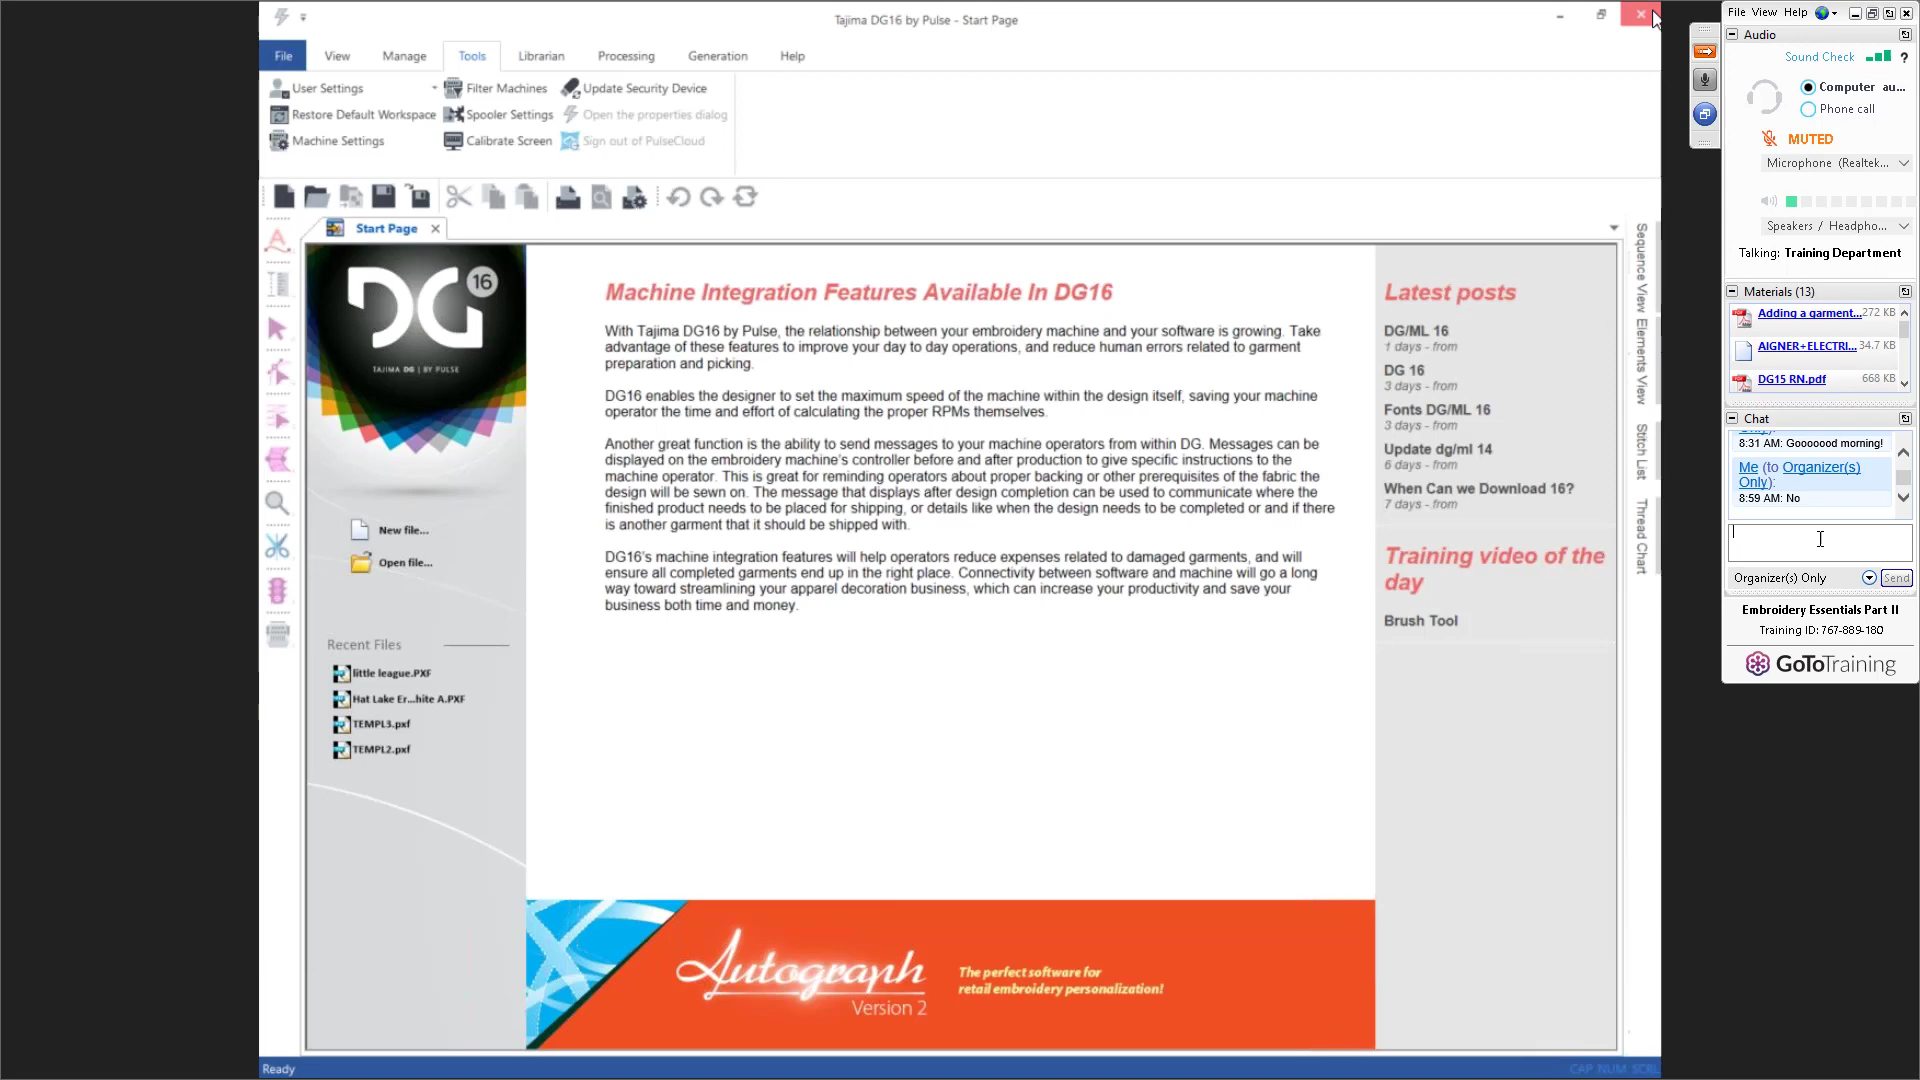 Tajima DG16 by Pulse - Start Page
File View Manage Tools Librarian Processing Generation Help
User Settings Filter Machines Update Security Device
Restore Default Workspace Spooler Settings Open the properties dialog
Machine Settings Calibrate Screen Sign out of PulseCloud
Start Page
DG 16
TAJIMA DG | BY PULSE
New file...
Open file...
Recent Files
little league.PXF
Hat Lake Er...hite A.PXF
TEMPL3.pxf
TEMPL2.pxf
Machine Integration Features Available In DG16
With Tajima DG16 by Pulse, the relationship between your embroidery machine and your software is growing. Take
advantage of these features to improve your day to day operations, and reduce human errors related to garment
preparation and picking.
DG16 enables the designer to set the maximum speed of the machine within the design itself, saving your machine
operator the time and effort of calculating the proper RPMs themselves.
Another great function is the ability to send messages to your machine operators from within DG. Messages can be
displayed on the embroidery machine's controller before and after production to give specific instructions to the
machine operator. This is great for reminding operators about proper backing or other prerequisites of the fabric the
design will be sewn on. The message that displays after design completion can be used to communicate where the
finished product needs to be placed for shipping, or details like when the design needs to be completed or and if there
is another garment that it should be shipped with.
DG16's machine integration features will help operators reduce expenses related to damaged garments, and will
ensure all completed garments end up in the right place. Connectivity between software and machine will go a long
way toward streamlining your apparel decoration business, which can increase your productivity and save your
business both time and money.
Autograph
Version 2
The perfect software for
retail embroidery personalization!
Latest posts
DG/ML 16
1 days - from
DG 16
3 days - from
Fonts DG/ML 16
3 days - from
Update dg/ml 14
6 days - from
When Can we Download 16?
7 days - from
Training video of the
day
Brush Tool
Sequence View
Elements View
Stitch List
Thread Chart
Ready
CAP NUM SCRL
File View Help
Audio
Sound Check ?
Computer au...
Phone call
MUTED
Microphone (Realtek...
Speakers / Headpho...
Talking: Training Department
Materials (13)
Adding a garment... 272 KB
AIGNER+ELECTRI... 34.7 KB
DG15 RN.pdf 668 KB
Chat
Only):
8:31 AM: Gooooood morning!
Me (to Organizer(s)
Only):
8:59 AM: No
Organizer(s) Only Send
Embroidery Essentials Part II
Training ID: 767-889-180
GoToTraining